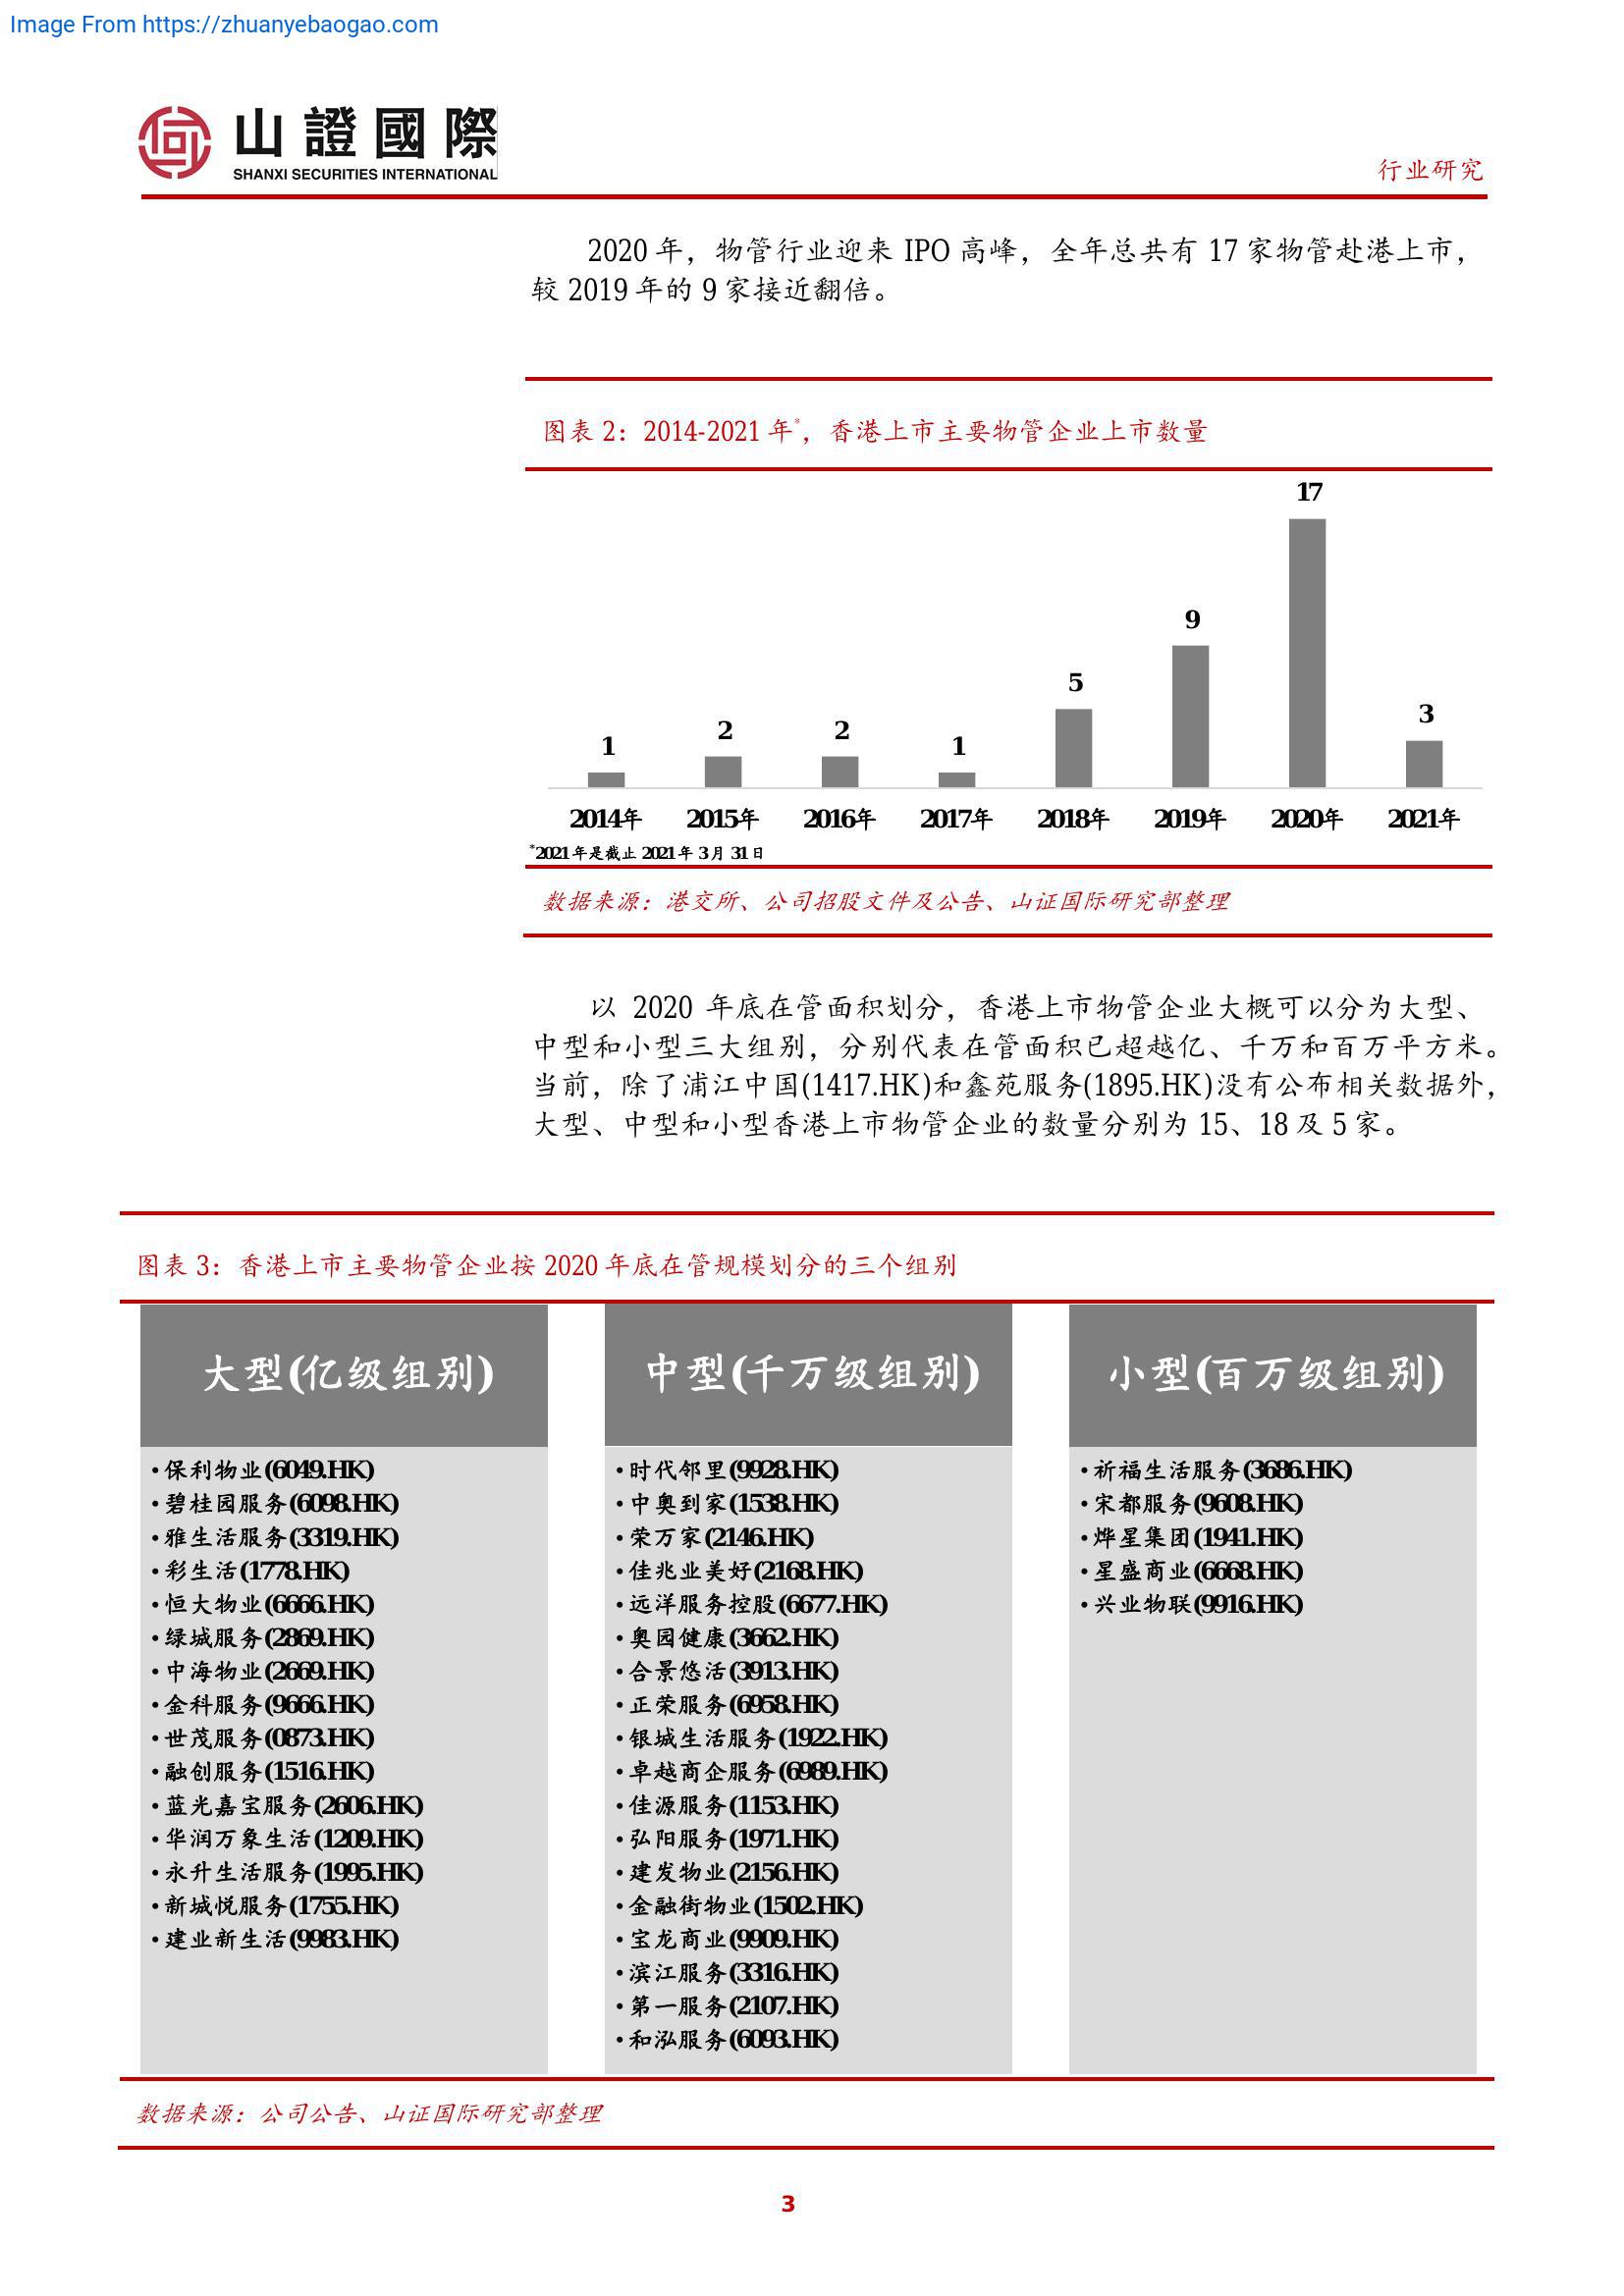 Image From https://zhuanyebaogao.com
山證國際
SHANXI SECURITIES INTERNATIONAL
行业研究
2020 年，物管行业迎来 IPO 高峰，全年总共有 17 家物管赴港上市，
较 2019 年的 9 家接近翻倍。
图表 2：2014-2021 年*，香港上市主要物管企业上市数量
17
9
5
3
2
2
1
1
2014年 2015年 2016年 2017年 2018年 2019年 2020年 2021年
*2021 年是截止 2021 年 3 月 31 日
数据来源：港交所、公司招股文件及公告、山证国际研究部整理
以 2020 年底在管面积划分，香港上市物管企业大概可以分为大型、
中型和小型三大组别，分别代表在管面积已超越亿、千万和百万平方米。
当前，除了浦江中国(1417.HK)和鑫苑服务(1895.HK)没有公布相关数据外，
大型、中型和小型香港上市物管企业的数量分别为 15、18 及 5 家。
图表 3：香港上市主要物管企业按 2020 年底在管规模划分的三个组别
大型(亿级组别)
•保利物业(6049.HK)
•碧桂园服务(6098.HK)
•雅生活服务(3319.HK)
•彩生活(1778.HK)
•恒大物业(6666.HK)
•绿城服务(2869.HK)
•中海物业(2669.HK)
•金科服务(9666.HK)
•世茂服务(0873.HK)
•融创服务(1516.HK)
•蓝光嘉宝服务(2606.HK)
•华润万象生活(1209.HK)
•永升生活服务(1995.HK)
•新城悦服务(1755.HK)
•建业新生活(9983.HK)
中型(千万级组别)
•时代邻里(9928.HK)
•中奥到家(1538.HK)
•荣万家(2146.HK)
•佳兆业美好(2168.HK)
•远洋服务控股(6677.HK)
•奥园健康(3662.HK)
•合景悠活(3913.HK)
•正荣服务(6958.HK)
•银城生活服务(1922.HK)
•卓越商企服务(6989.HK)
•佳源服务(1153.HK)
•弘阳服务(1971.HK)
•建发物业(2156.HK)
•金融街物业(1502.HK)
•宝龙商业(9909.HK)
•滨江服务(3316.HK)
•第一服务(2107.HK)
•和泓服务(6093.HK)
小型(百万级组别)
•祈福生活服务(3686.HK)
•宋都服务(9608.HK)
•烨星集团(1941.HK)
•星盛商业(6668.HK)
•兴业物联(9916.HK)
数据来源：公司公告、山证国际研究部整理
3